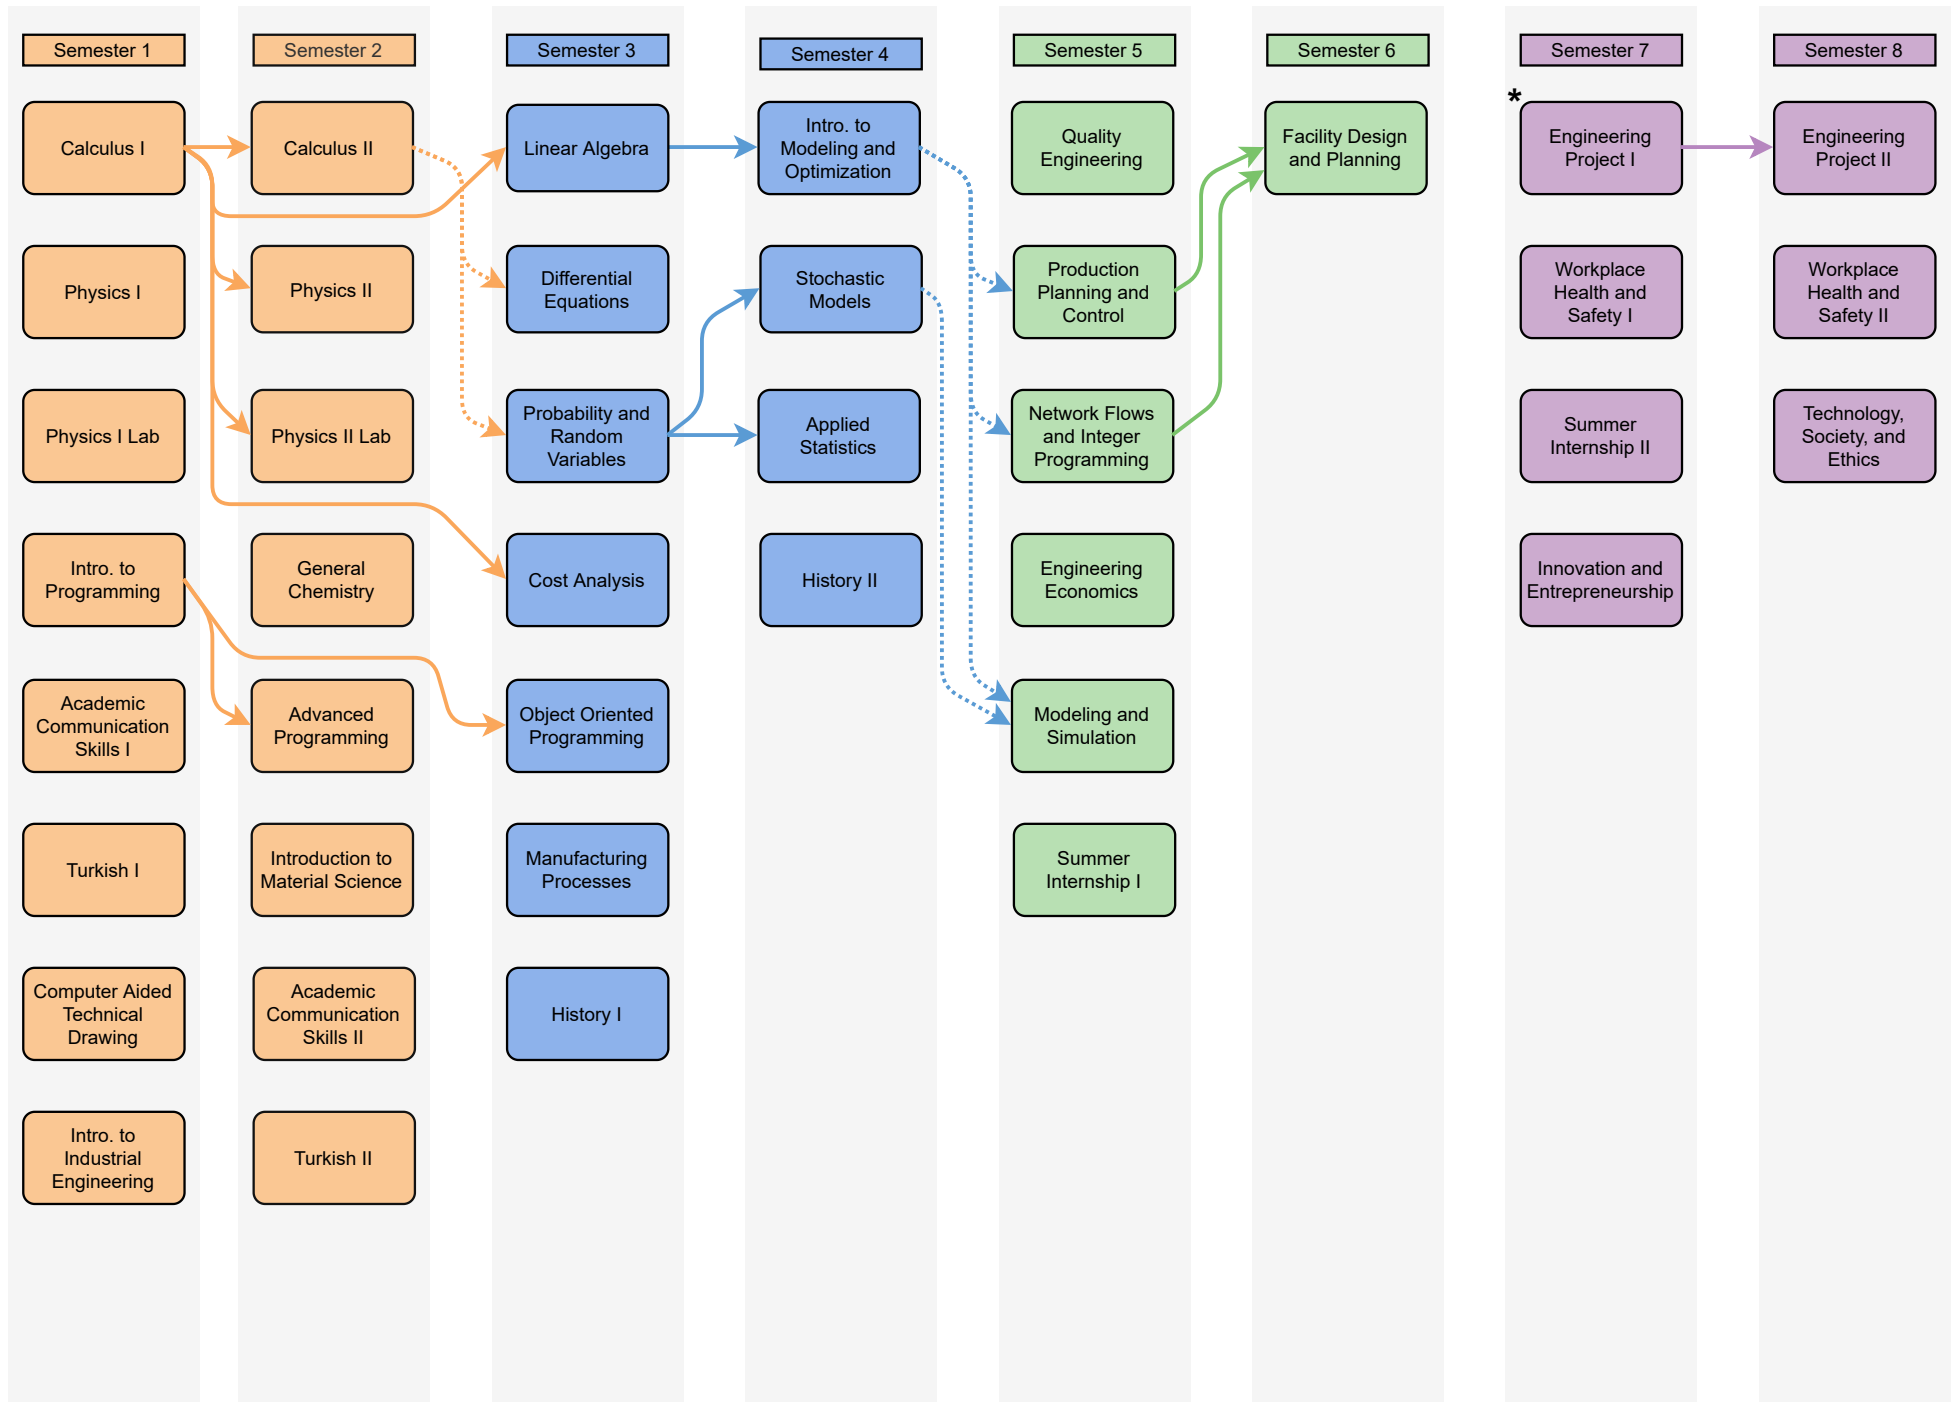 Semester 1
Calculus I
Physics I
Physics I Lab
Intro. to
Programming
Academic
Communication
Skills I
Turkish I
Computer Aided
Technical
Drawing
Intro. to
Industrial
Engineering
Semester 2
Calculus II
Physics II
Physics II Lab
General
Chemistry
Advanced
Programming
Introduction to
Material Science
Academic
Communication
Skills II
Turkish II
Semester 3
Linear Algebra
Differential
Equations
Probability and
Random
Variables
Cost Analysis
Object Oriented
Programming
Manufacturing
Processes
History I
Semester 4
Intro. to
Modeling and
Optimization
Stochastic
Models
Applied
Statistics
History II
Semester 5
Quality
Engineering
Production
Planning and
Control
Network Flows
and Integer
Programming
Engineering
Economics
Modeling and
Simulation
Summer
Internship I
Semester 6
Facility Design
and Planning
Semester 7
*
Engineering
Project I
Workplace
Health and
Safety I
Summer
Internship II
Innovation and
Entrepreneurship
Semester 8
Engineering
Project II
Workplace
Health and
Safety II
Technology,
Society, and
Ethics